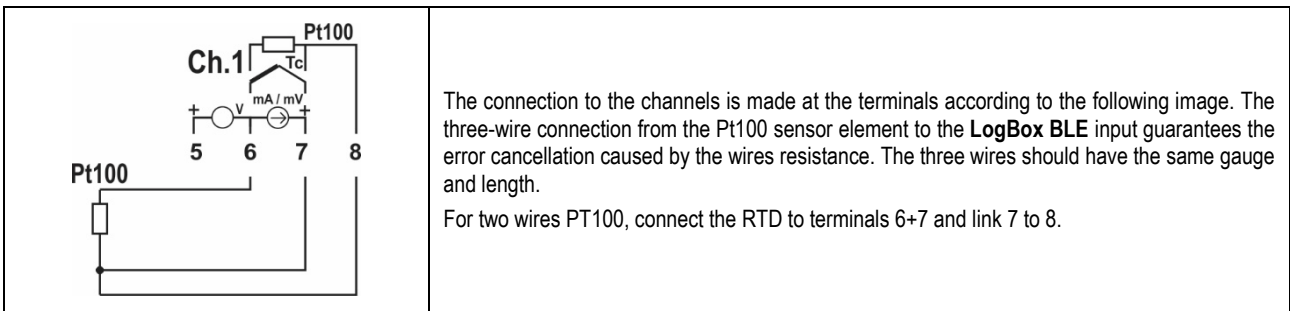 Pt100
Ch.1
Tc
mA / mV
+ V +
5 6 7 8
Pt100
The connection to the channels is made at the terminals according to the following image. The
three-wire connection from the Pt100 sensor element to the LogBox BLE input guarantees the
error cancellation caused by the wires resistance. The three wires should have the same gauge
and length.
For two wires PT100, connect the RTD to terminals 6+7 and link 7 to 8.